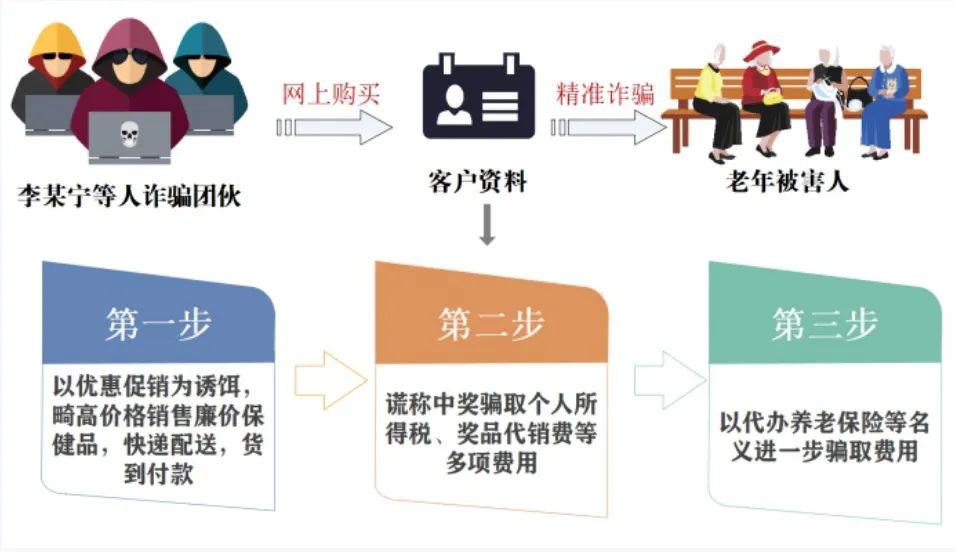 网上购买
精准诈骗
李某宁等人诈骗团伙
客户资料
老年被害人
第一步
以优惠促销为诱饵，
畸高价格销售廉价保
健品，快递配送，货
到付款
第二步
谎称中奖骗取个人所
得税、奖品代销费等
多项费用
第三步
以代办养老保险等名
义进一步骗取费用